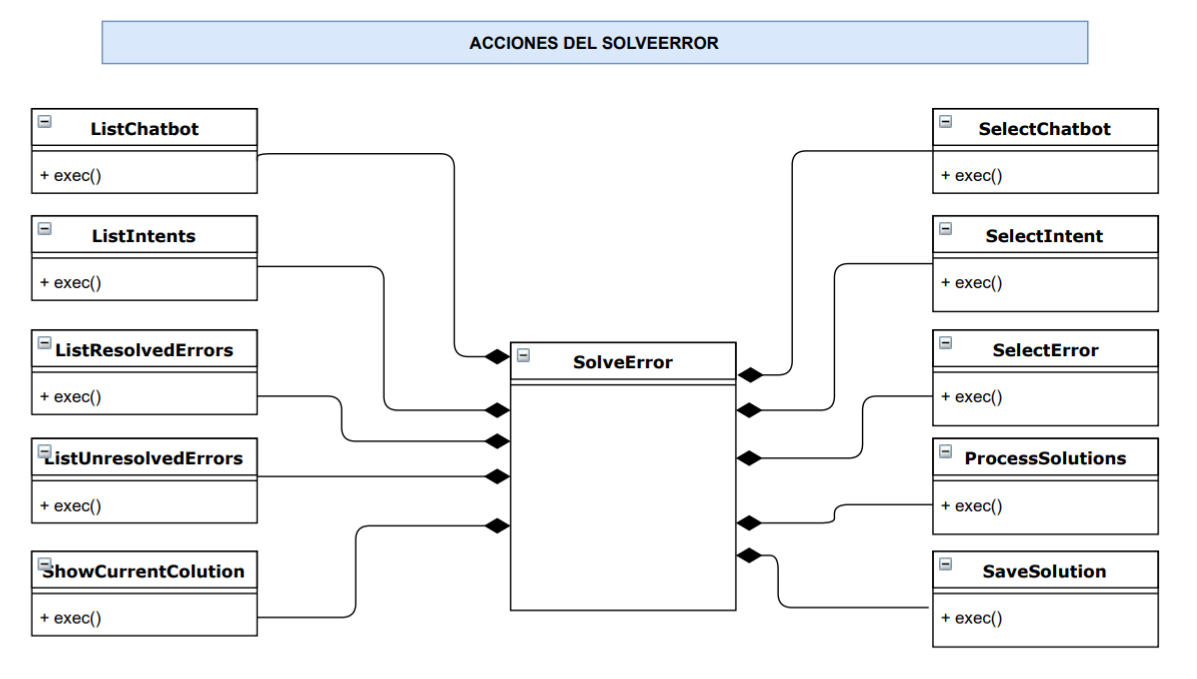 ACCIONES DEL SOLVEERROR
ListChatbot
+ exec()
ListIntents
+ exec()
ListResolvedErrors
+ exec()
ListUnresolvedErrors
+ exec()
ShowCurrentColution
+ exec()
SolveError
SelectChatbot
+ exec()
SelectIntent
+ exec()
SelectError
+ exec()
ProcessSolutions
+ exec()
SaveSolution
+ exec()